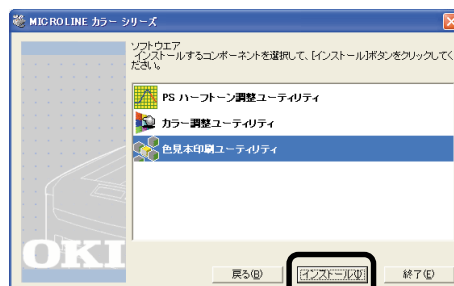 MICROLINE カラー シリーズ
ソフトウエア
インストールするコンポーネントを選択して、[インストール]ボタンをクリックしてく
ださい。
PS ハーフトーン調整ユーティリティ
カラー調整ユーティリティ
色見本印刷ユーティリティ
OKI
戻る(B) インストール(I) 終了(E)